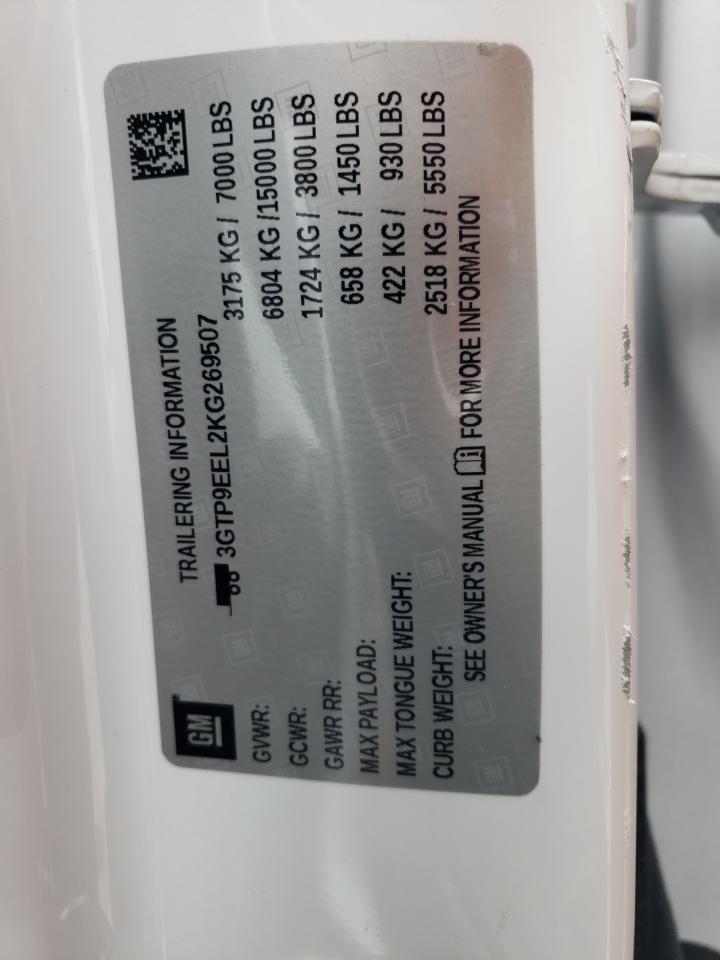 GM
TRAILERING INFORMATION
3GTP9EEL2KG269507
GVWR: 3175 KG / 7000 LBS
GCWR: 6804 KG /15000 LBS
GAWR RR: 1724 KG / 3800 LBS
MAX PAYLOAD: 658 KG / 1450 LBS
MAX TONGUE WEIGHT: 422 KG / 930 LBS
CURB WEIGHT: 2518 KG / 5550 LBS
SEE OWNER'S MANUAL FOR MORE INFORMATION